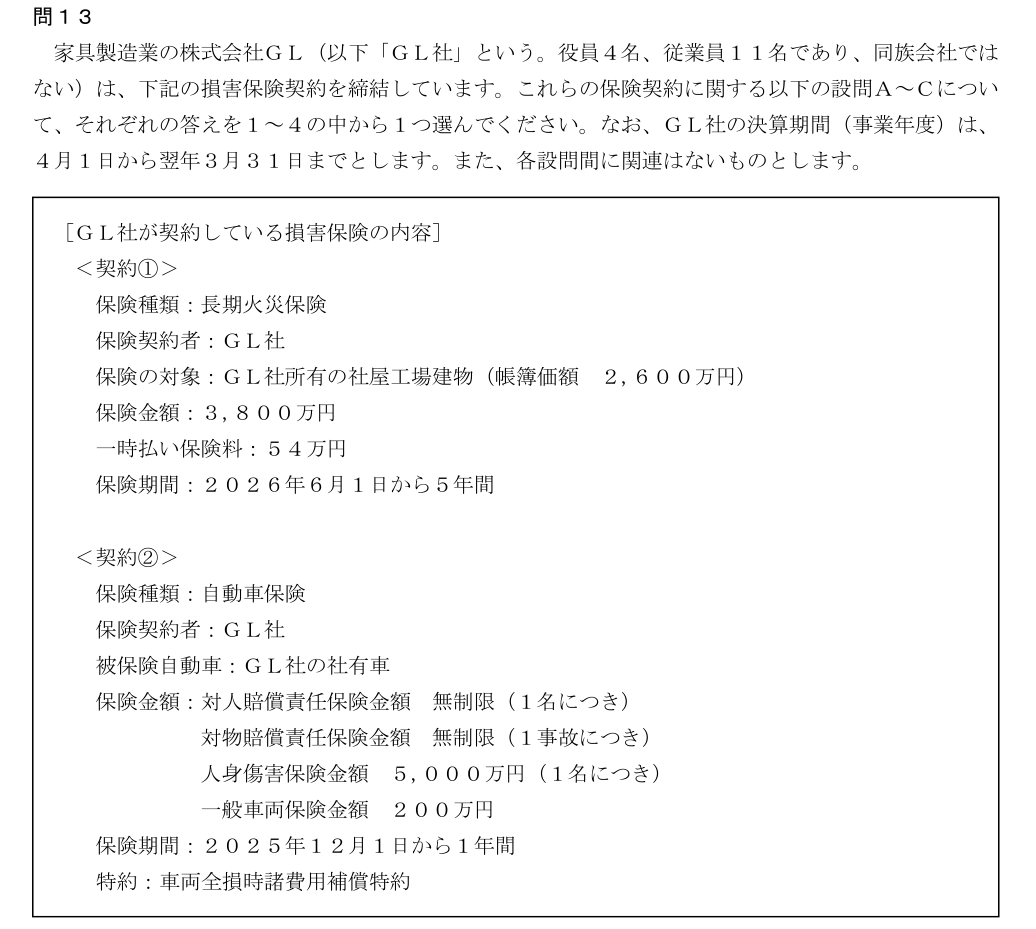 問１３
　家具製造業の株式会社ＧＬ（以下「ＧＬ社」という。役員４名、従業員１１名であり、同族会社では
ない）は、下記の損害保険契約を締結しています。これらの保険契約に関する以下の設問Ａ～Ｃについ
て、それぞれの答えを１～４の中から１つ選んでください。なお、ＧＬ社の決算期間（事業年度）は、
４月１日から翌年３月３１日までとします。また、各設問間に関連はないものとします。
［ＧＬ社が契約している損害保険の内容］
＜契約①＞
保険種類：長期火災保険
保険契約者：ＧＬ社
保険の対象：ＧＬ社所有の社屋工場建物（帳簿価額　２,６００万円）
保険金額：３,８００万円
一時払い保険料：５４万円
保険期間：２０２６年６月１日から５年間
＜契約②＞
保険種類：自動車保険
保険契約者：ＧＬ社
被保険自動車：ＧＬ社の社有車
保険金額：対人賠償責任保険金額　無制限（１名につき）
対物賠償責任保険金額　無制限（１事故につき）
人身傷害保険金額　５,０００万円（１名につき）
一般車両保険金額　２００万円
保険期間：２０２５年１２月１日から１年間
特約：車両全損時諸費用補償特約